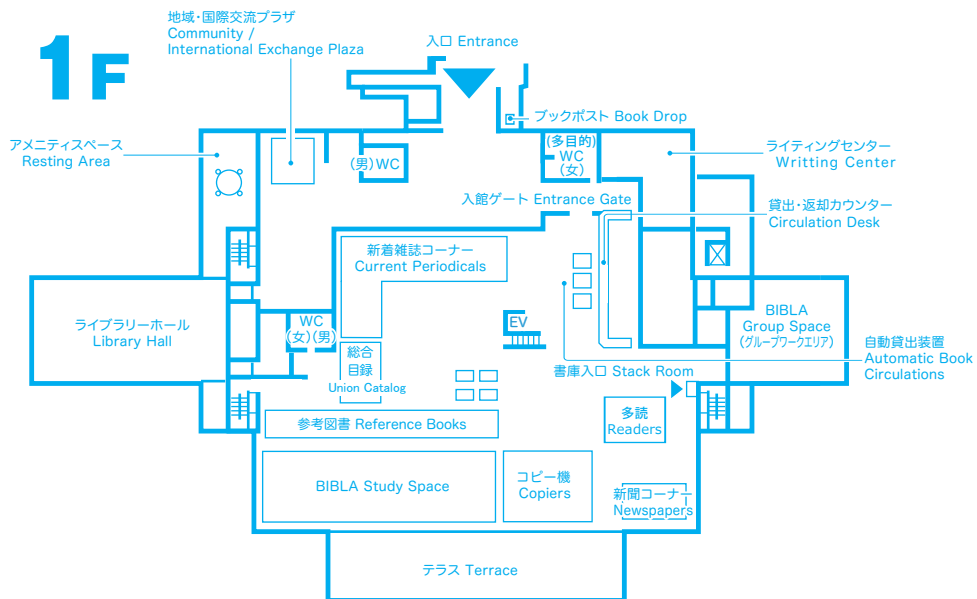 1F
地域・国際交流プラザ
Community /
International Exchange Plaza
入口 Entrance
ブックポスト Book Drop
アメニティスペース
Resting Area
(男)WC
(多目的)
WC
(女)
ライティングセンター
Writting Center
入館ゲート Entrance Gate
貸出・返却カウンター
Circulation Desk
新着雑誌コーナー
Current Periodicals
ライブラリーホール
Library Hall
WC
(女)(男)
EV
BIBLA
Group Space
(グループワークエリア)
総合
目録
Union Catalog
書庫入口 Stack Room
自動貸出装置
Automatic Book
Circulations
参考図書 Reference Books
多読
Readers
BIBLA Study Space
コピー機
Copiers
新聞コーナー
Newspapers
テラス Terrace